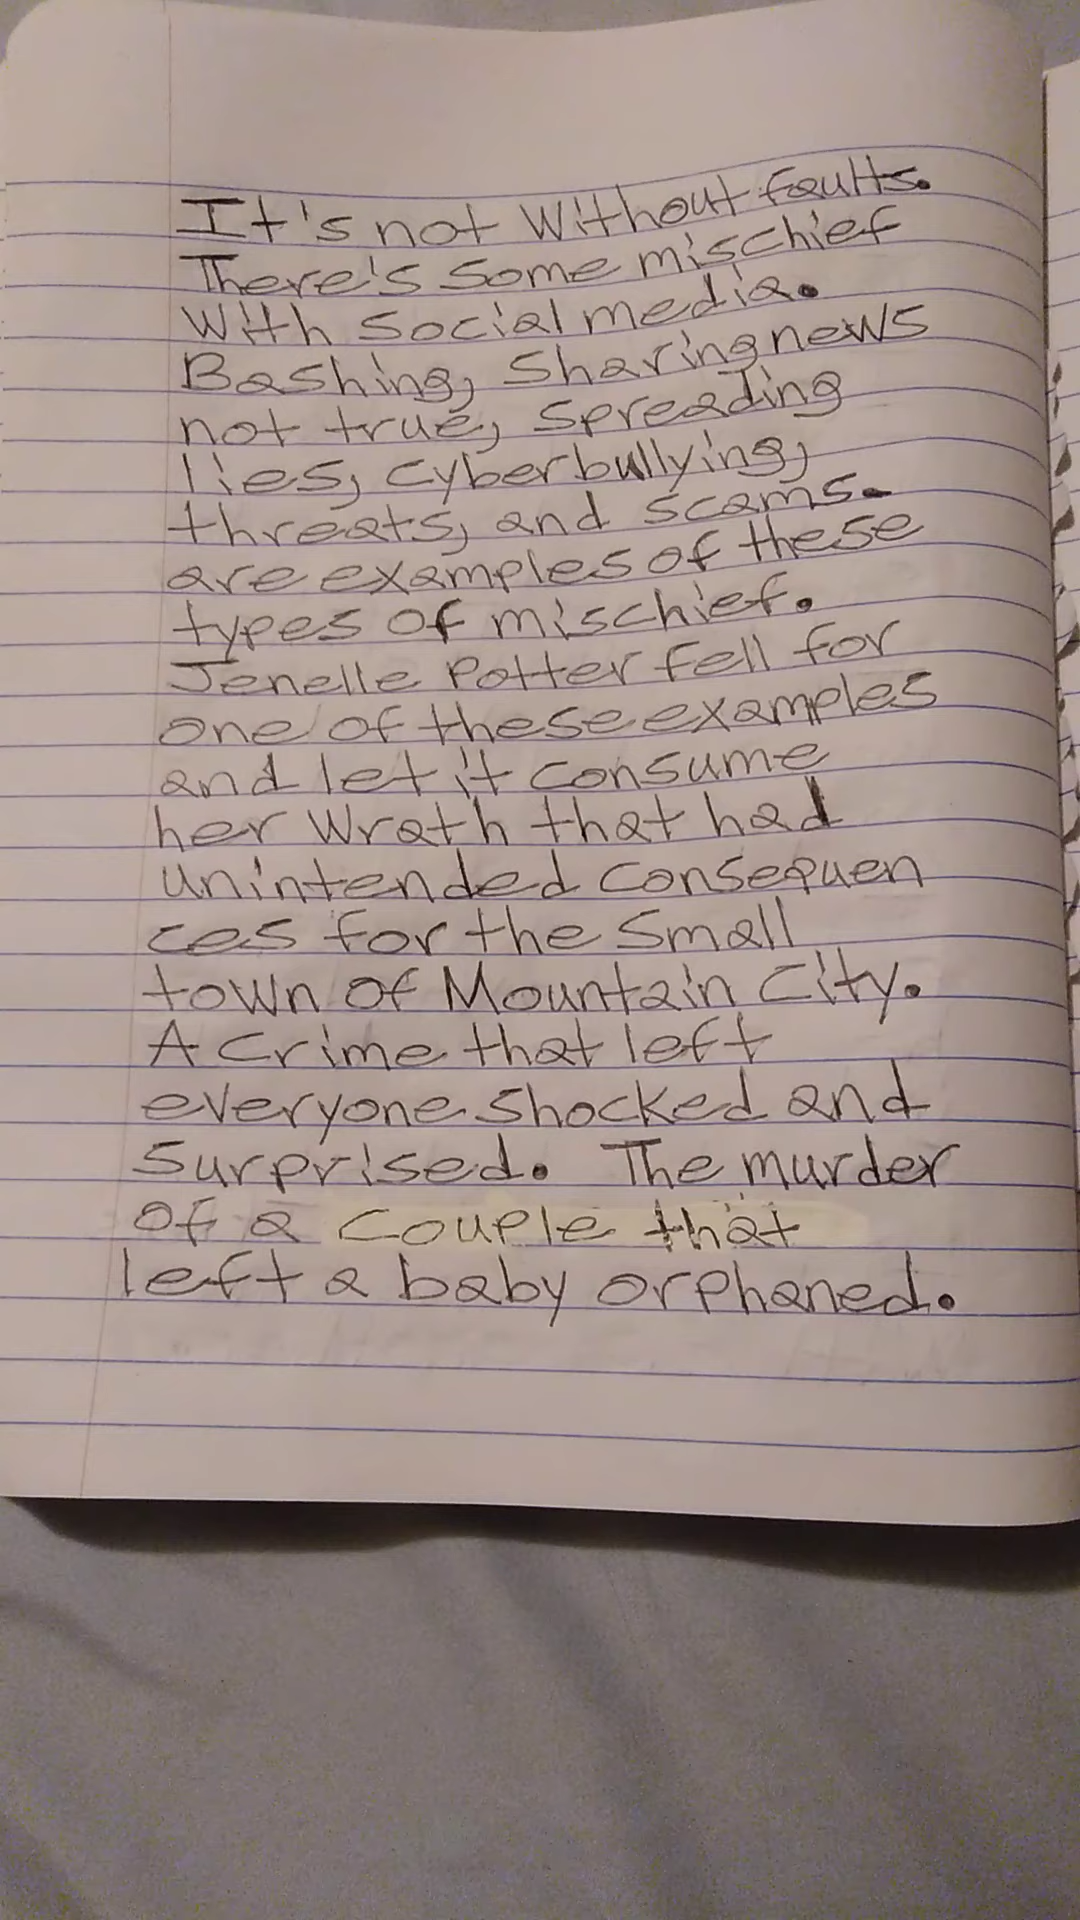 It's not without faults.
There's some mischief
with social media.
Bashing, sharing news
not true, spreading
lies, cyberbullying,
threats, and scams.
are examples of these
types of mischief.
Jenelle Potter fell for
one of these examples
and let it consume
her wrath that had
unintended consequen
ces for the small
town of Mountain City.
A crime that left
everyone shocked and
surprised. The murder
of a couple that
left a baby orphaned.